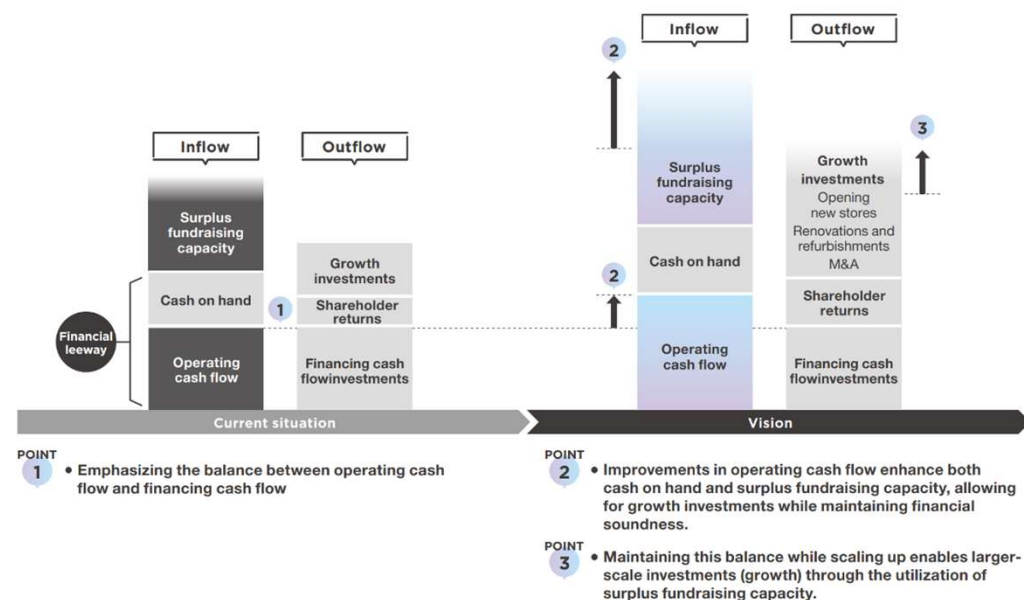 Inflow
Outflow
Surplus
fundraising
capacity
Cash on hand
Operating
cash flow
Financial
leeway
1
Growth
investments
Shareholder
returns
Financing cash
flowinvestments
Inflow
Outflow
2
Surplus
fundraising
capacity
Cash on hand
2
Operating
cash flow
3
Growth
investments
Opening
new stores
Renovations and
refurbishments
M&A
Shareholder
returns
Financing cash
flowinvestments
Current situation
Vision
POINT
1
• Emphasizing the balance between operating cash
flow and financing cash flow
POINT
2
• Improvements in operating cash flow enhance both
cash on hand and surplus fundraising capacity, allowing
for growth investments while maintaining financial
soundness.
POINT
3
• Maintaining this balance while scaling up enables larger-
scale investments (growth) through the utilization of
surplus fundraising capacity.